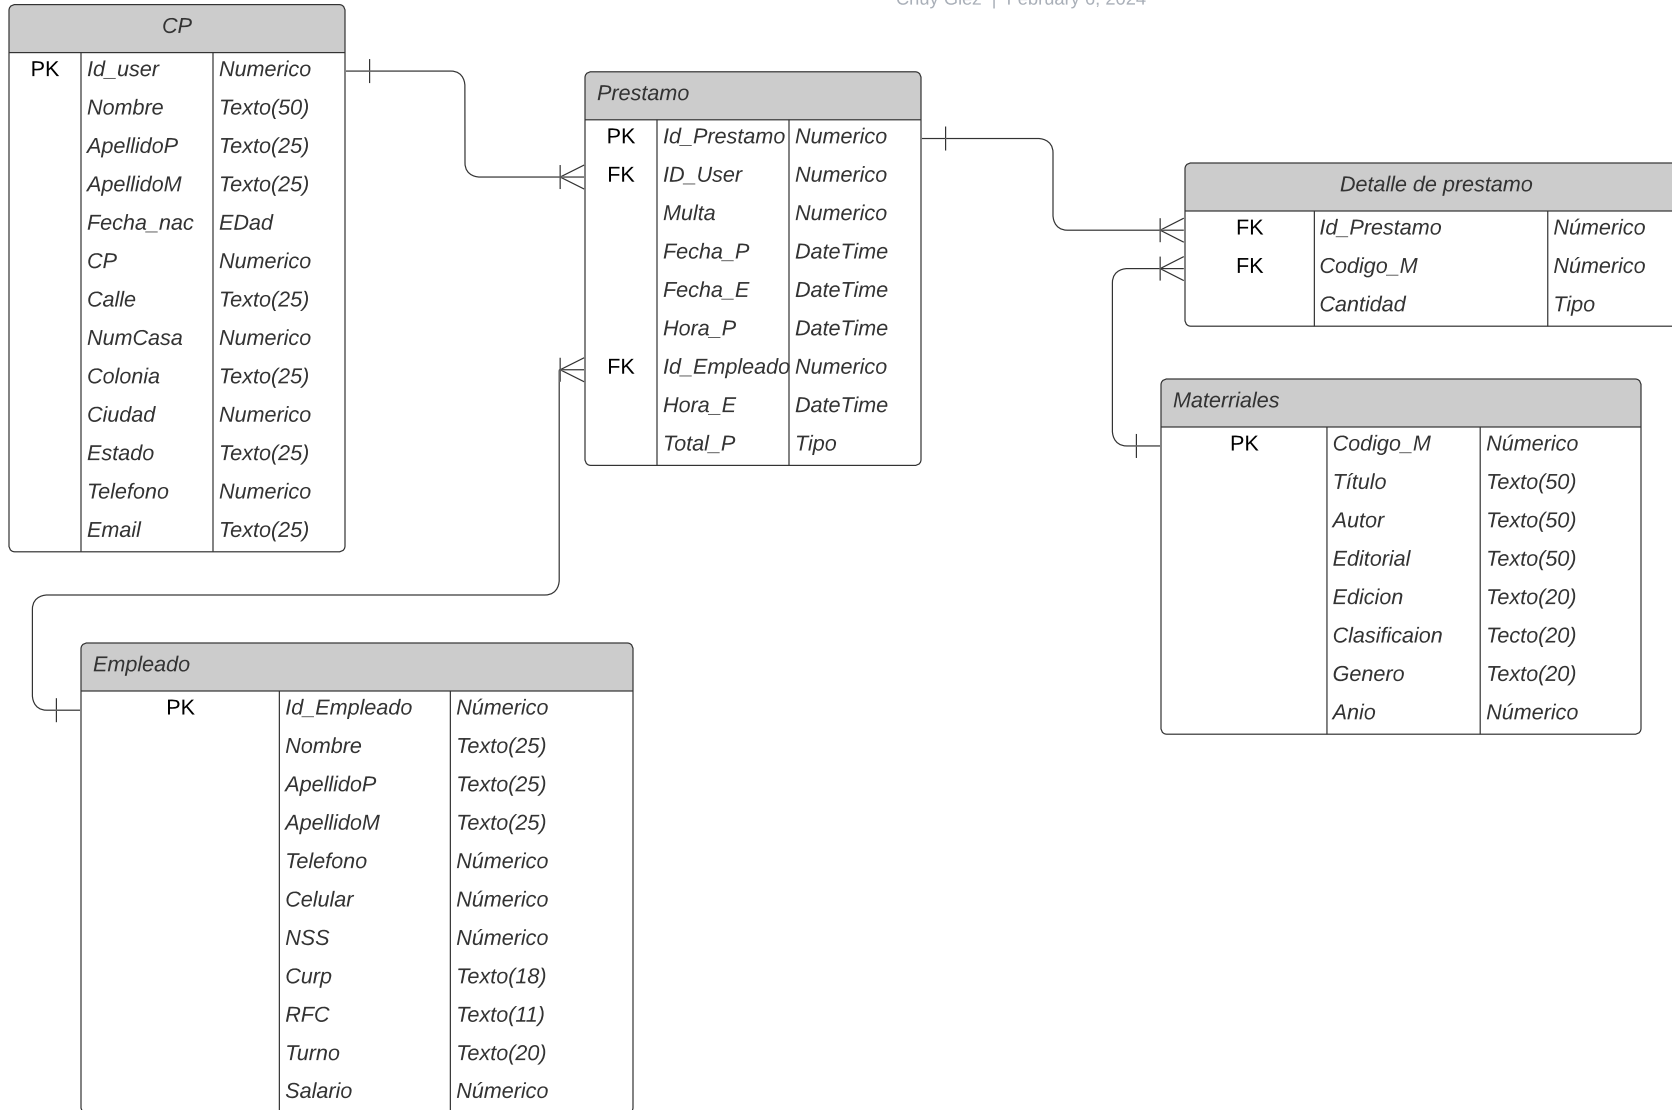 Chuy Glez | February 6, 2024
CP
PK Id_user Numerico
Nombre Texto(50)
ApellidoP Texto(25)
ApellidoM Texto(25)
Fecha_nac EDad
CP Numerico
Calle Texto(25)
NumCasa Numerico
Colonia Texto(25)
Ciudad Numerico
Estado Texto(25)
Telefono Numerico
Email Texto(25)
Prestamo
PK Id_Prestamo Numerico
FK ID_User Numerico
Multa Numerico
Fecha_P DateTime
Fecha_E DateTime
Hora_P DateTime
FK Id_Empleado Numerico
Hora_E DateTime
Total_P Tipo
Detalle de prestamo
FK Id_Prestamo Númerico
FK Codigo_M Númerico
Cantidad Tipo
Materriales
PK Codigo_M Númerico
Título Texto(50)
Autor Texto(50)
Editorial Texto(50)
Edicion Texto(20)
Clasificaion Tecto(20)
Genero Texto(20)
Anio Númerico
Empleado
PK Id_Empleado Númerico
Nombre Texto(25)
ApellidoP Texto(25)
ApellidoM Texto(25)
Telefono Númerico
Celular Númerico
NSS Númerico
Curp Texto(18)
RFC Texto(11)
Turno Texto(20)
Salario Númerico